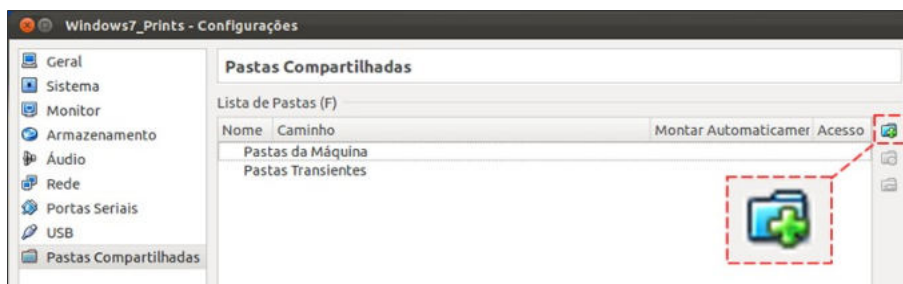 Windows7_Prints - Configurações
Geral
Sistema
Monitor
Armazenamento
Áudio
Rede
Portas Seriais
USB
Pastas Compartilhadas
Pastas Compartilhadas
Lista de Pastas (F)
Nome Caminho Montar Automaticamer Acesso
Pastas da Máquina
Pastas Transientes